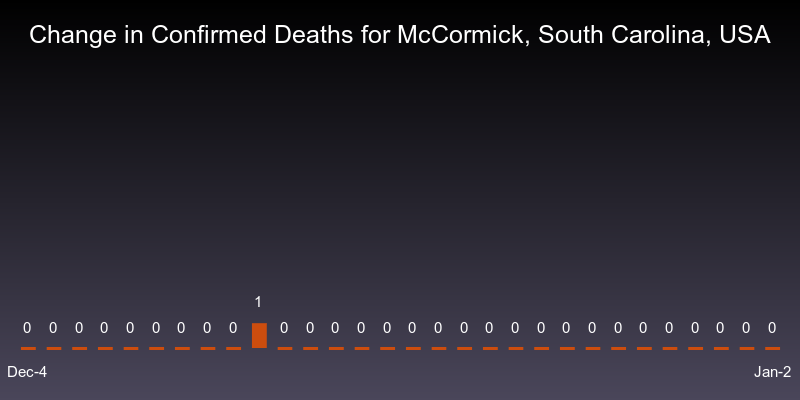 Change in Confirmed Deaths for McCormick, South Carolina, USA
1
0 0 0 0 0 0 0 0 0 0 0 0 0 0 0 0 0 0 0 0 0 0 0 0 0 0 0 0 0
Dec-4 Jan-2